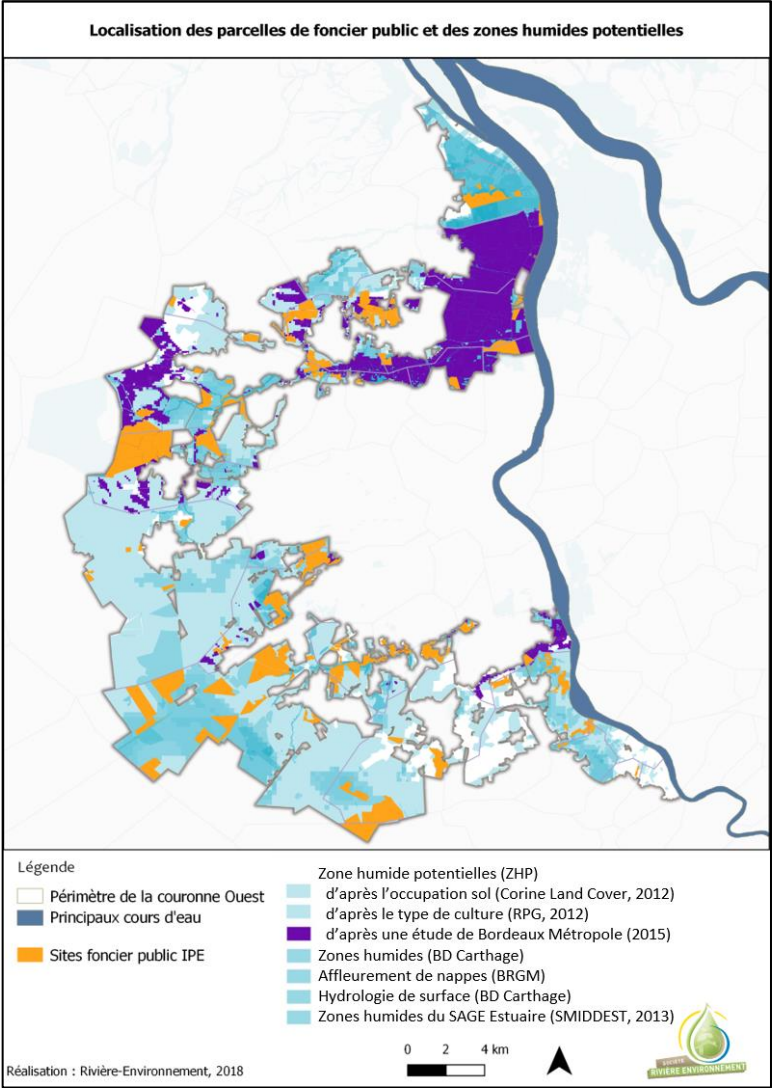 Localisation des parcelles de foncier public et des zones humides potentielles
Légende
Périmètre de la couronne Ouest
Principaux cours d'eau
Sites foncier public IPE
Zone humide potentielles (ZHP)
d'après l'occupation sol (Corine Land Cover, 2012)
d'après le type de culture (RPG, 2012)
d'après une étude de Bordeaux Métropole (2015)
Zones humides (BD Carthage)
Affleurement de nappes (BRGM)
Hydrologie de surface (BD Carthage)
Zones humides du SAGE Estuaire (SMIDDEST, 2013)
0 2 4 km
Réalisation : Rivière-Environnement, 2018
SOCIETE
RIVIÈRE ENVIRONNEMENT